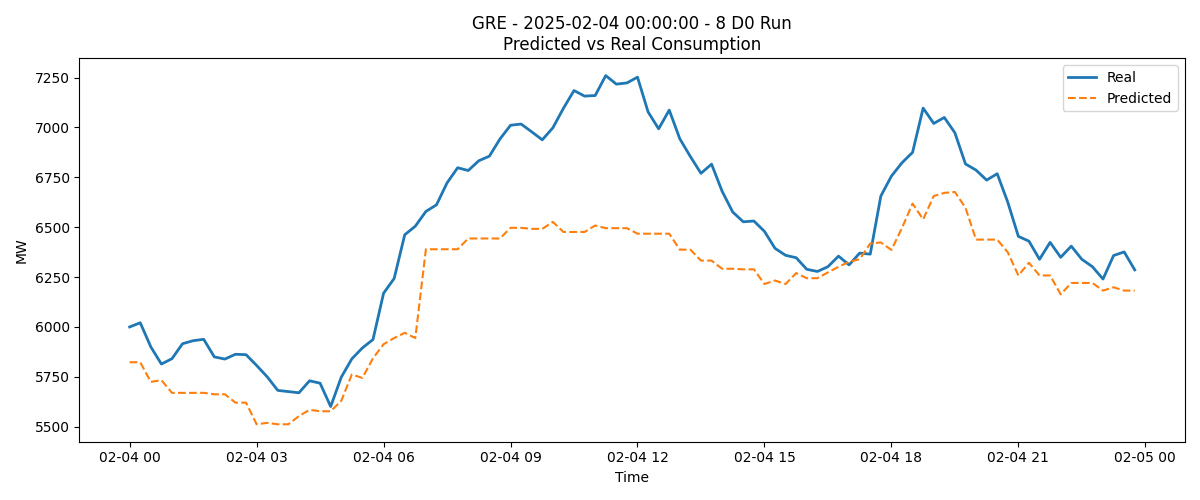 GRE - 2025-02-04 00:00:00 - 8 D0 Run
Predicted vs Real Consumption
Real
Predicted
MW
7250
7000
6750
6500
6250
6000
5750
5500
02-04 00
02-04 03
02-04 06
02-04 09
02-04 12
02-04 15
02-04 18
02-04 21
02-05 00
Time